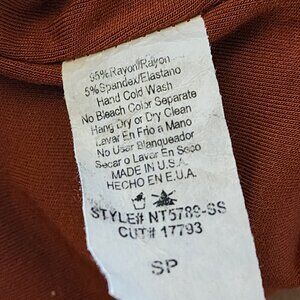 95% Rayon/Rayon
5% Spandex/Elastano
Hand Cold Wash
No Bleach Color Separate
Hang Dry or Dry Clean
Lavar En Frio a Mano
No Usar Blanqueador
Secar o Lavar En Seco
MADE IN U.S.A.
HECHO EN E.U.A.
STYLE# NT5789-SS
CUT# 17793
SP